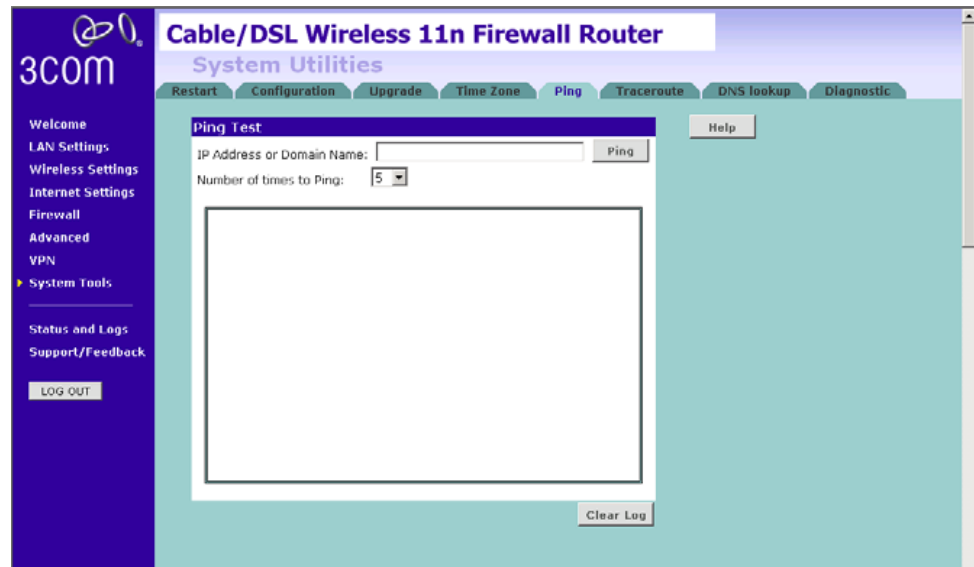 3COM
Cable/DSL Wireless 11n Firewall Router
System Utilities
Restart Configuration Upgrade Time Zone Ping Traceroute DNS lookup Diagnostic
Welcome
LAN Settings
Wireless Settings
Internet Settings
Firewall
Advanced
VPN
System Tools
Status and Logs
Support/Feedback
LOG OUT
Ping Test
IP Address or Domain Name:
Ping
Number of times to Ping: 5
Clear Log
Help